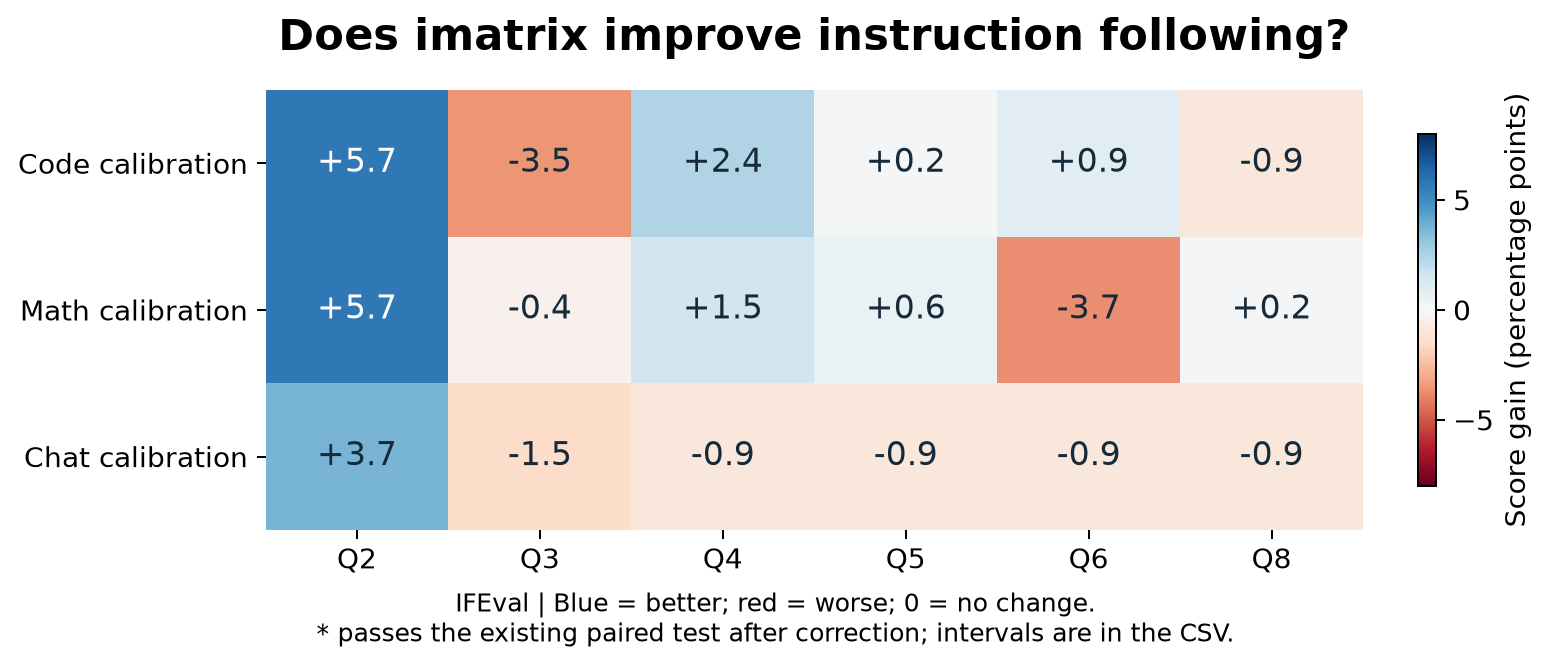 Does imatrix improve instruction following?
Code calibration +5.7 -3.5 +2.4 +0.2 +0.9 -0.9
Math calibration +5.7 -0.4 +1.5 +0.6 -3.7 +0.2
Chat calibration +3.7 -1.5 -0.9 -0.9 -0.9 -0.9
Q2 Q3 Q4 Q5 Q6 Q8
5
0
−5
Score gain (percentage points)
IFEval | Blue = better; red = worse; 0 = no change.
* passes the existing paired test after correction; intervals are in the CSV.